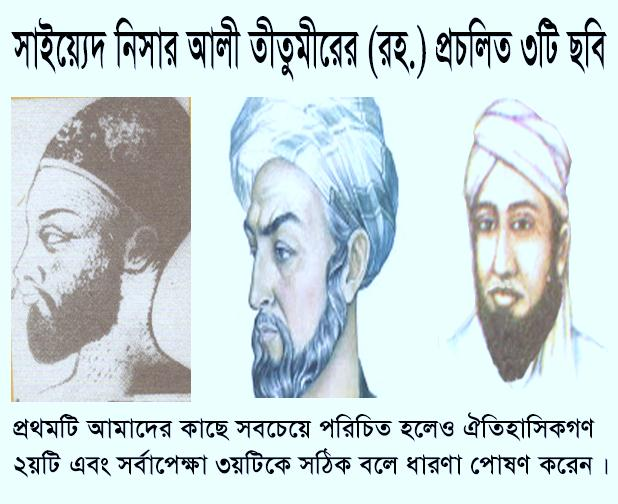 সাইয়্যেদ নিসার আলী তীতুমীরের (রহ.) প্রচলিত ৩টি ছবি
প্রথমটি আমাদের কাছে সবচেয়ে পরিচিত হলেও ঐতিহাসিকগণ
২য়টি এবং সর্বাপেক্ষা ৩য়টিকে সঠিক বলে ধারণা পোষণ করেন ।